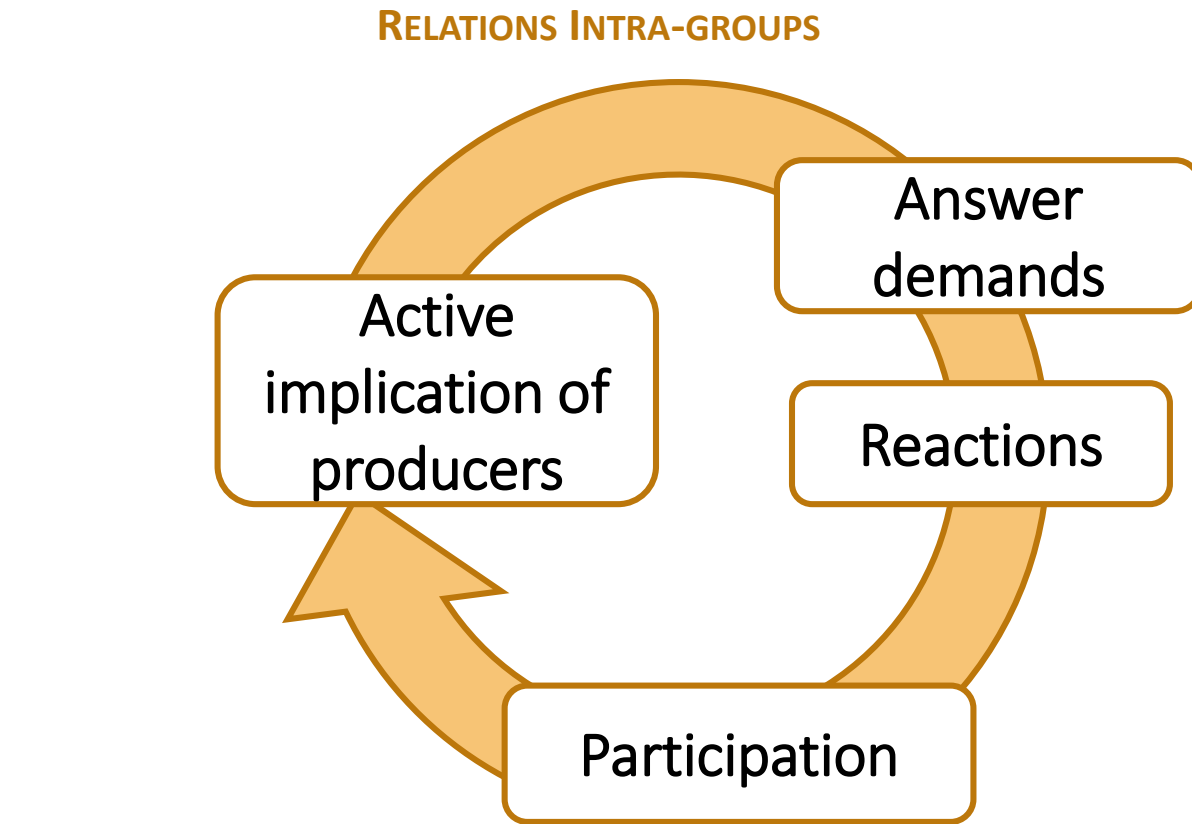 RELATIONS INTRA-GROUPS
Answer
demands
Active
implication of
producers
Reactions
Participation